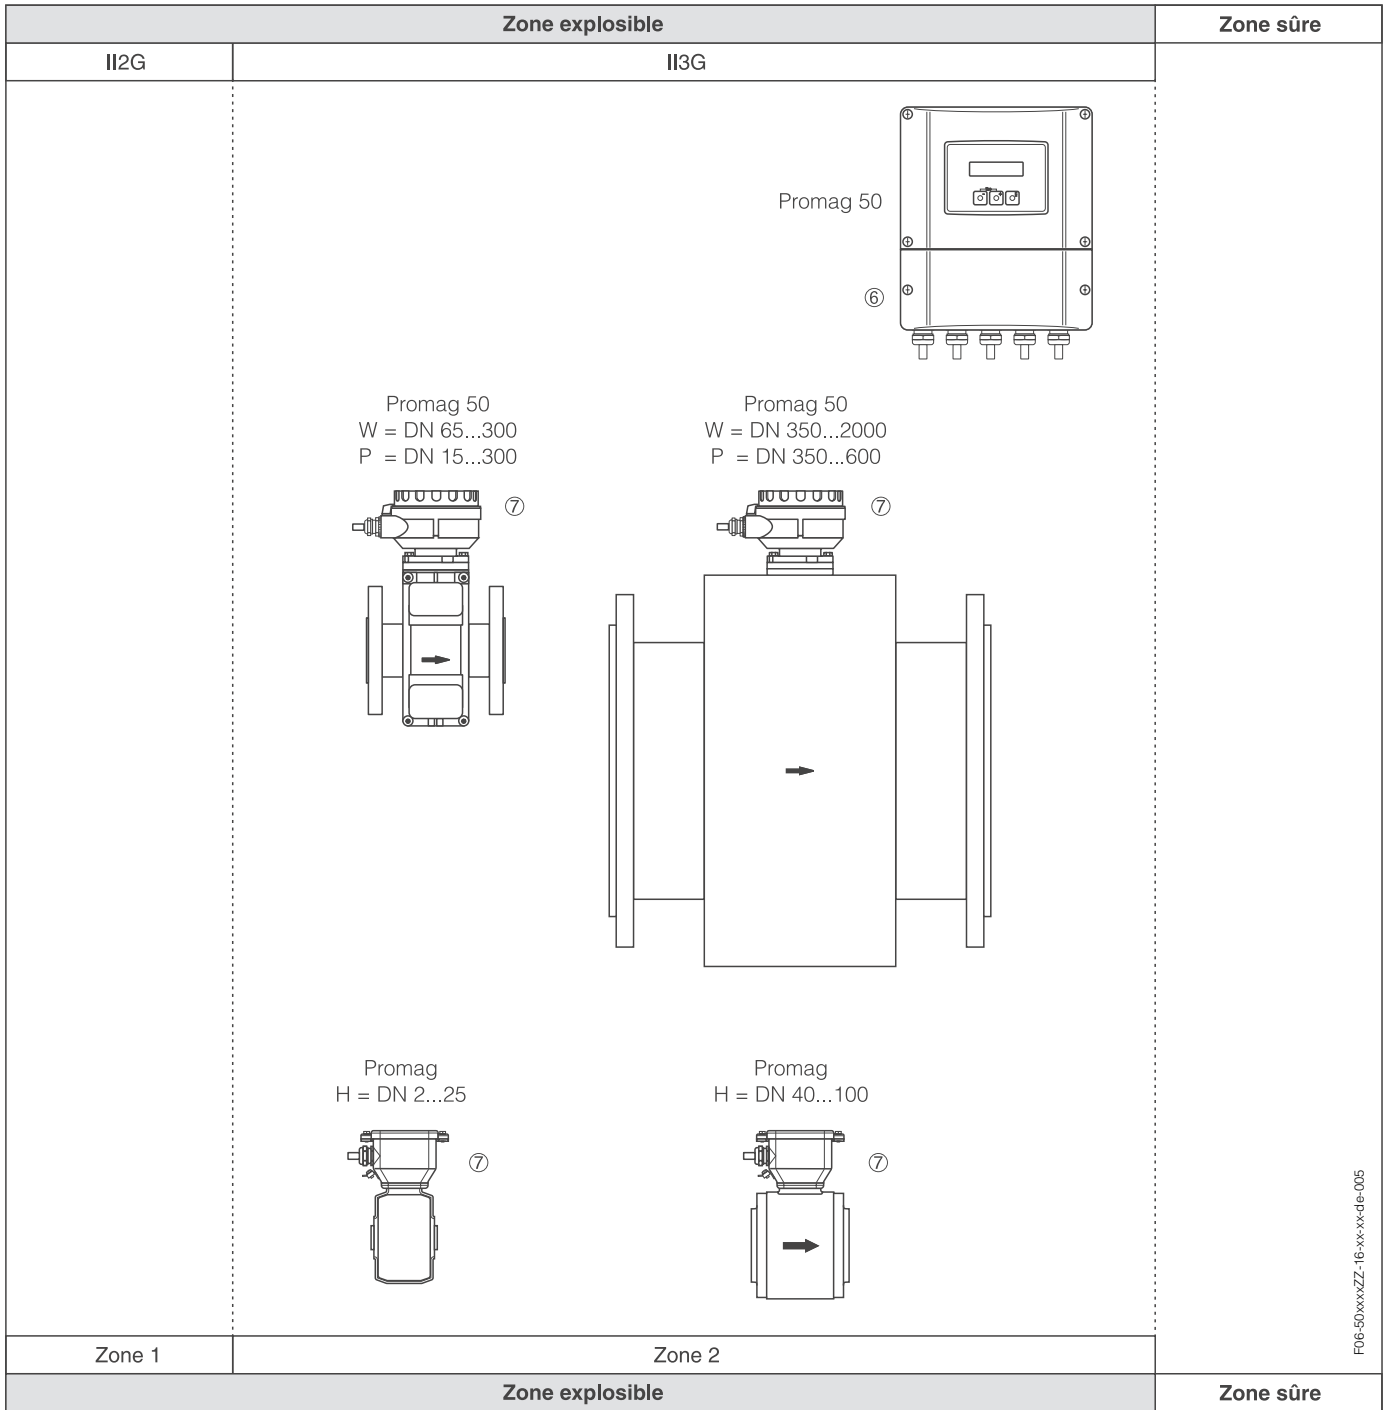 Zone explosible
Zone sûre
II2G
II3G
Promag 50
⑥
Promag 50
W = DN 65...300
P = DN 15...300
⑦
Promag 50
W = DN 350...2000
P = DN 350...600
⑦
Promag
H = DN 2...25
⑦
Promag
H = DN 40...100
⑦
F06-50xxxxZZ-16-xx-xx-de-005
Zone 1
Zone 2
Zone explosible
Zone sûre